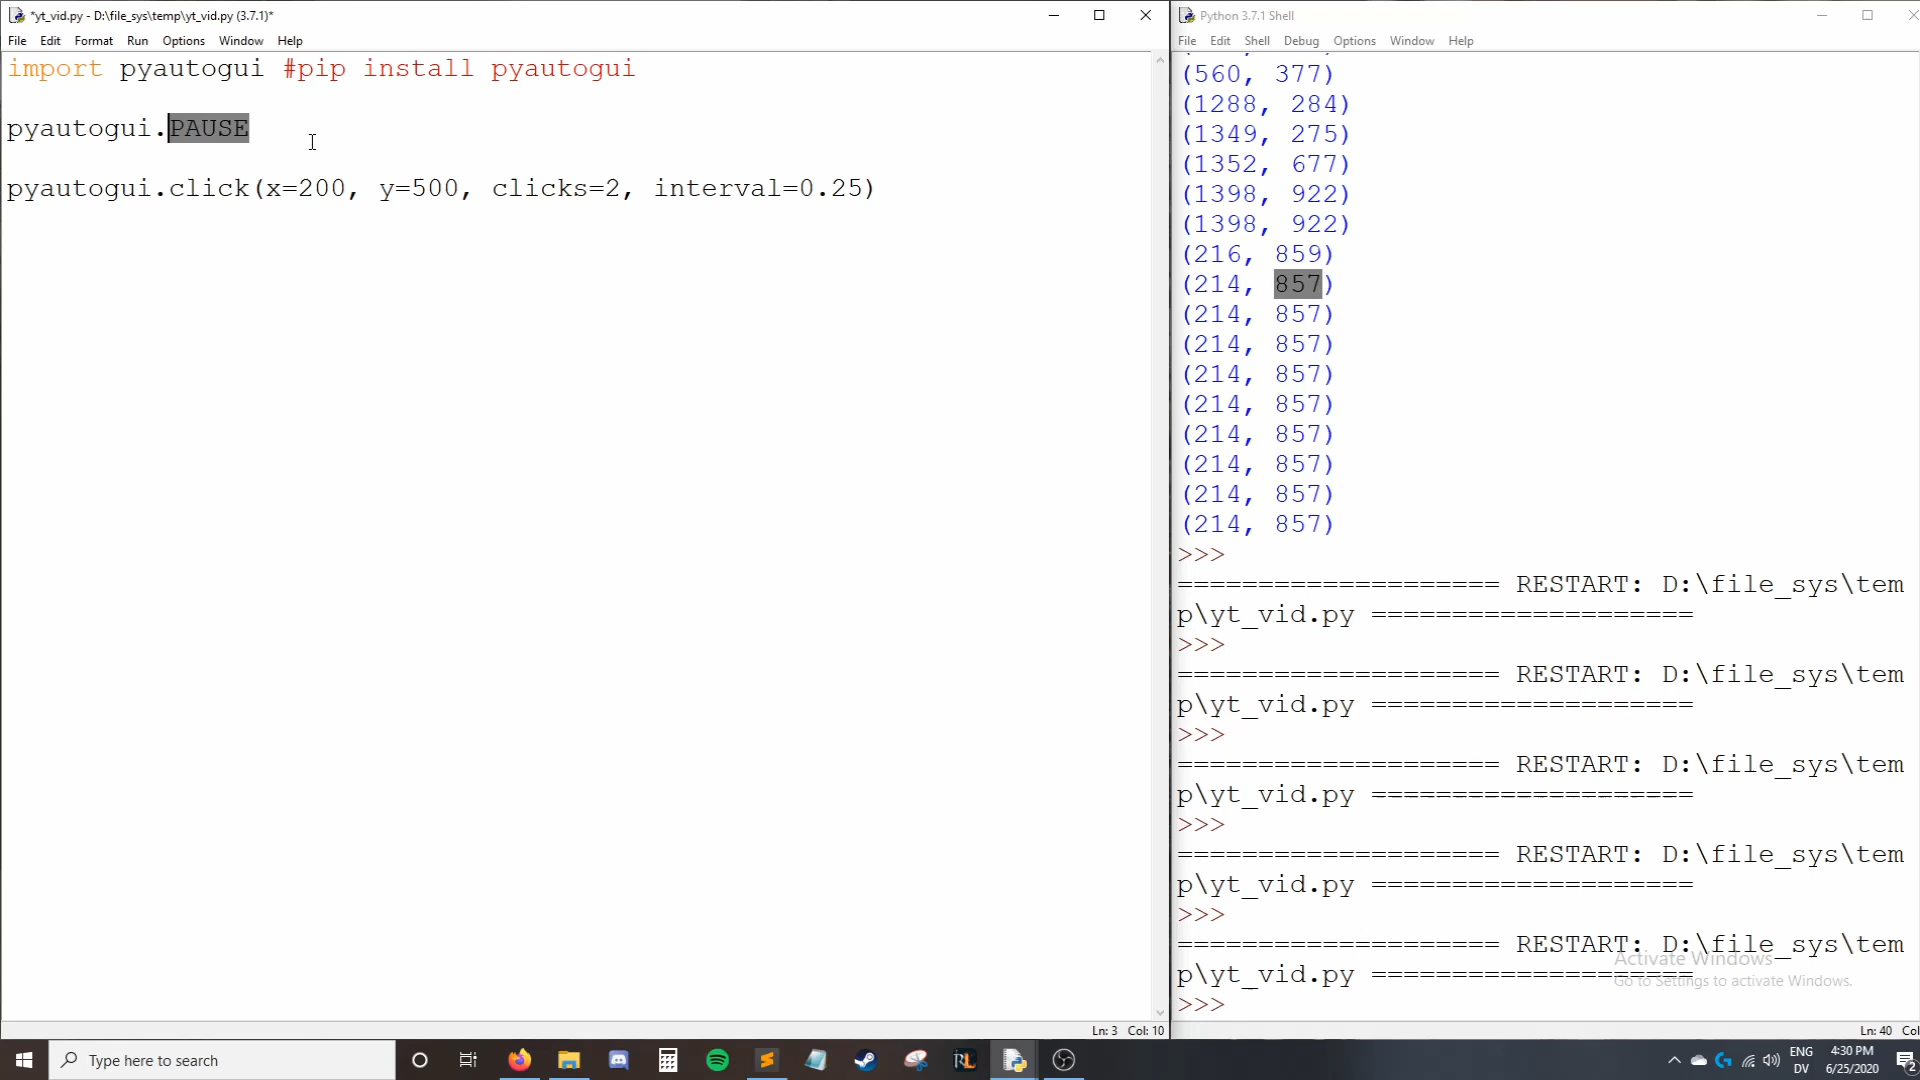 *yt_vid.py - D:\file_sys\temp\yt_vid.py (3.7.1)*
File Edit Format Run Options Window Help
import pyautogui #pip install pyautogui
pyautogui.PAUSE
pyautogui.click(x=200, y=500, clicks=2, interval=0.25)
Ln: 3 Col: 10
Python 3.7.1 Shell
File Edit Shell Debug Options Window Help
(560, 377)
(1288, 284)
(1349, 275)
(1352, 677)
(1398, 922)
(1398, 922)
(216, 859)
(214, 857)
(214, 857)
(214, 857)
(214, 857)
(214, 857)
(214, 857)
(214, 857)
(214, 857)
(214, 857)
>>>
==================== RESTART: D:\file_sys\tem
p\yt_vid.py ====================
>>>
==================== RESTART: D:\file_sys\tem
p\yt_vid.py ====================
>>>
==================== RESTART: D:\file_sys\tem
p\yt_vid.py ====================
>>>
==================== RESTART: D:\file_sys\tem
p\yt_vid.py ====================
>>>
==================== RESTART: D:\file_sys\tem
p\yt_vid.py ====================
>>>
Activate Windows
Go to Settings to activate Windows.
Ln: 40 Col
Type here to search
ENG
DV
4:30 PM
6/25/2020
2